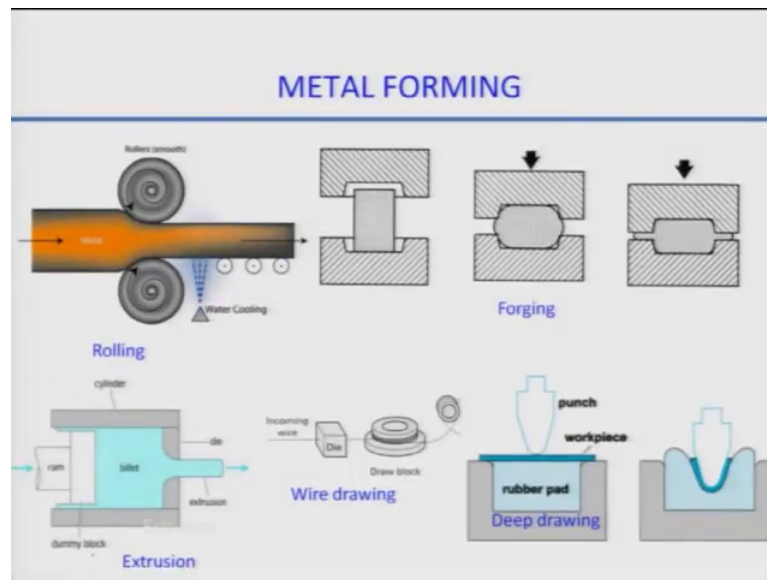 METAL FORMING
Rollers (smooth)
metal
Water Cooling
Rolling
Forging
cylinder
die
ram
billet
extrusion
dummy block
Extrusion
Incoming
wire
Die
Draw block
Wire drawing
punch
workpiece
rubber pad
Deep drawing